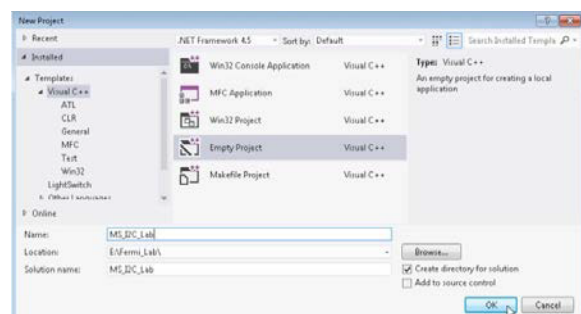 New Project
Recent
.NET Framework 4.5 Sort by: Default Search Installed Templa
Installed
Templates
Visual C++
ATL
CLR
General
MFC
Test
Win32
LightSwitch
Other Languages
Online
Win32 Console Application Visual C++
MFC Application Visual C++
Win32 Project Visual C++
Empty Project Visual C++
Makefile Project Visual C++
Type: Visual C++
An empty project for creating a local
application
Name: MS_I2C_Lab
Location: E:\Fermi_Lab\
Browse...
Solution name: MS_I2C_Lab
Create directory for solution
Add to source control
OK Cancel